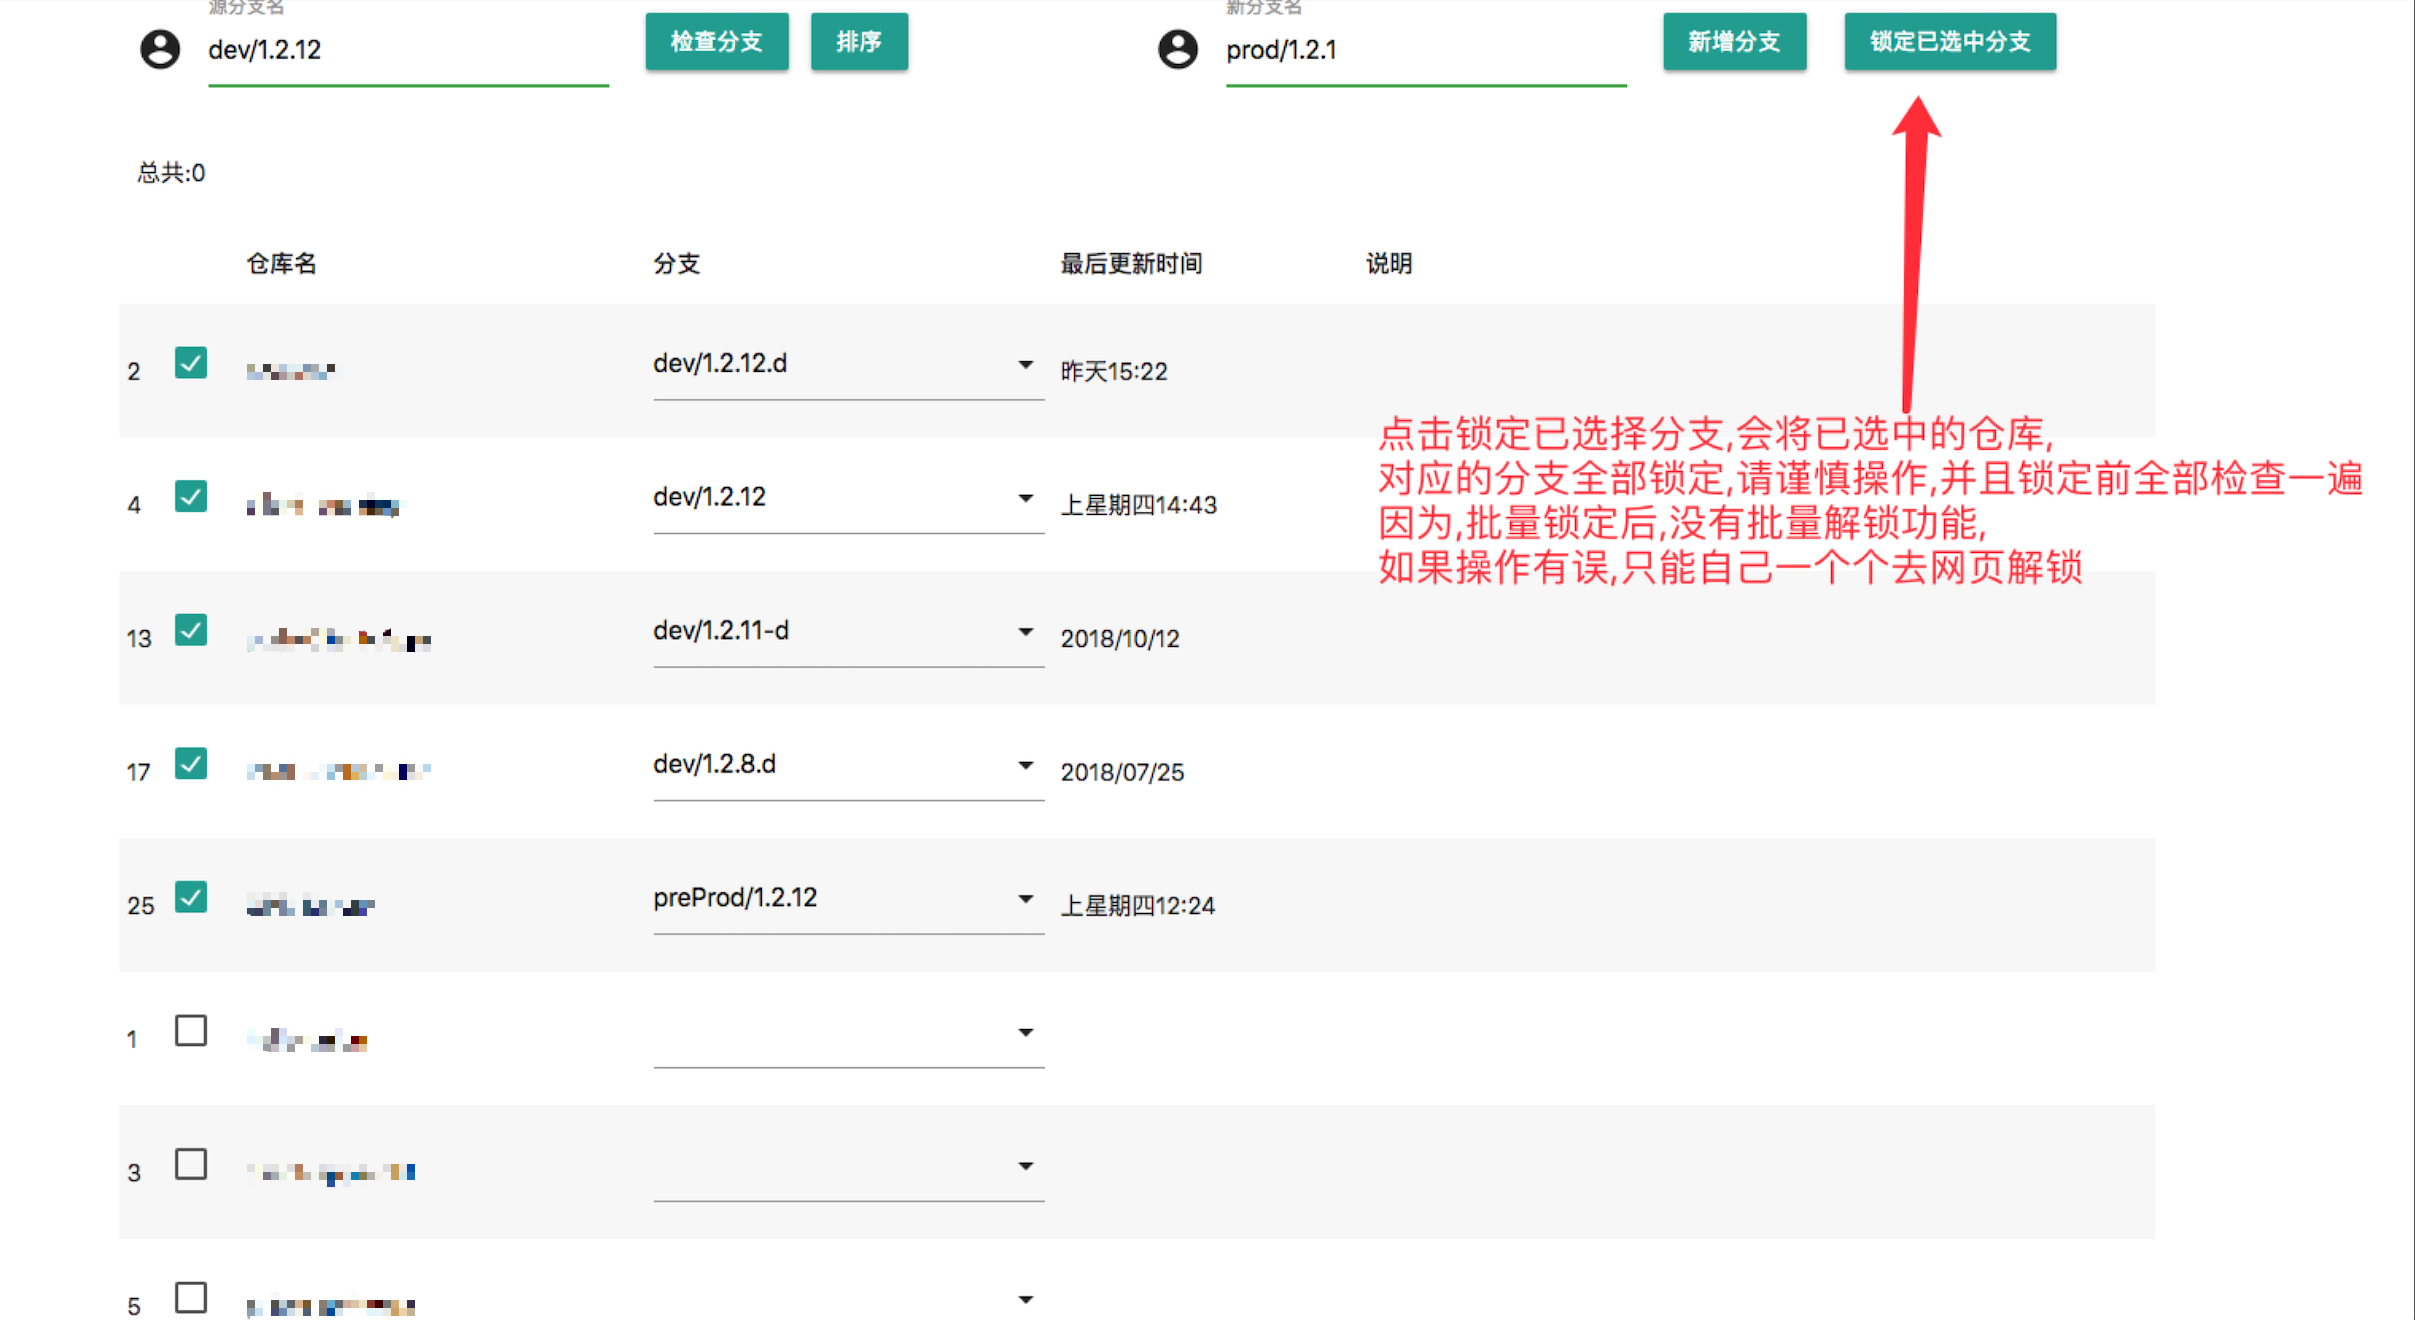 源分支名
dev/1.2.12
检查分支
排序
新分支名
prod/1.2.1
新增分支
锁定已选中分支
总共:0
仓库名 分支 最后更新时间 说明
2 dev/1.2.12.d 昨天15:22
4 dev/1.2.12 上星期四14:43
点击锁定已选择分支,会将已选中的仓库,
对应的分支全部锁定,请谨慎操作,并且锁定前全部检查一遍
因为,批量锁定后,没有批量解锁功能,
如果操作有误,只能自己一个个去网页解锁
13 dev/1.2.11-d 2018/10/12
17 dev/1.2.8.d 2018/07/25
25 preProd/1.2.12 上星期四12:24
1
3
5